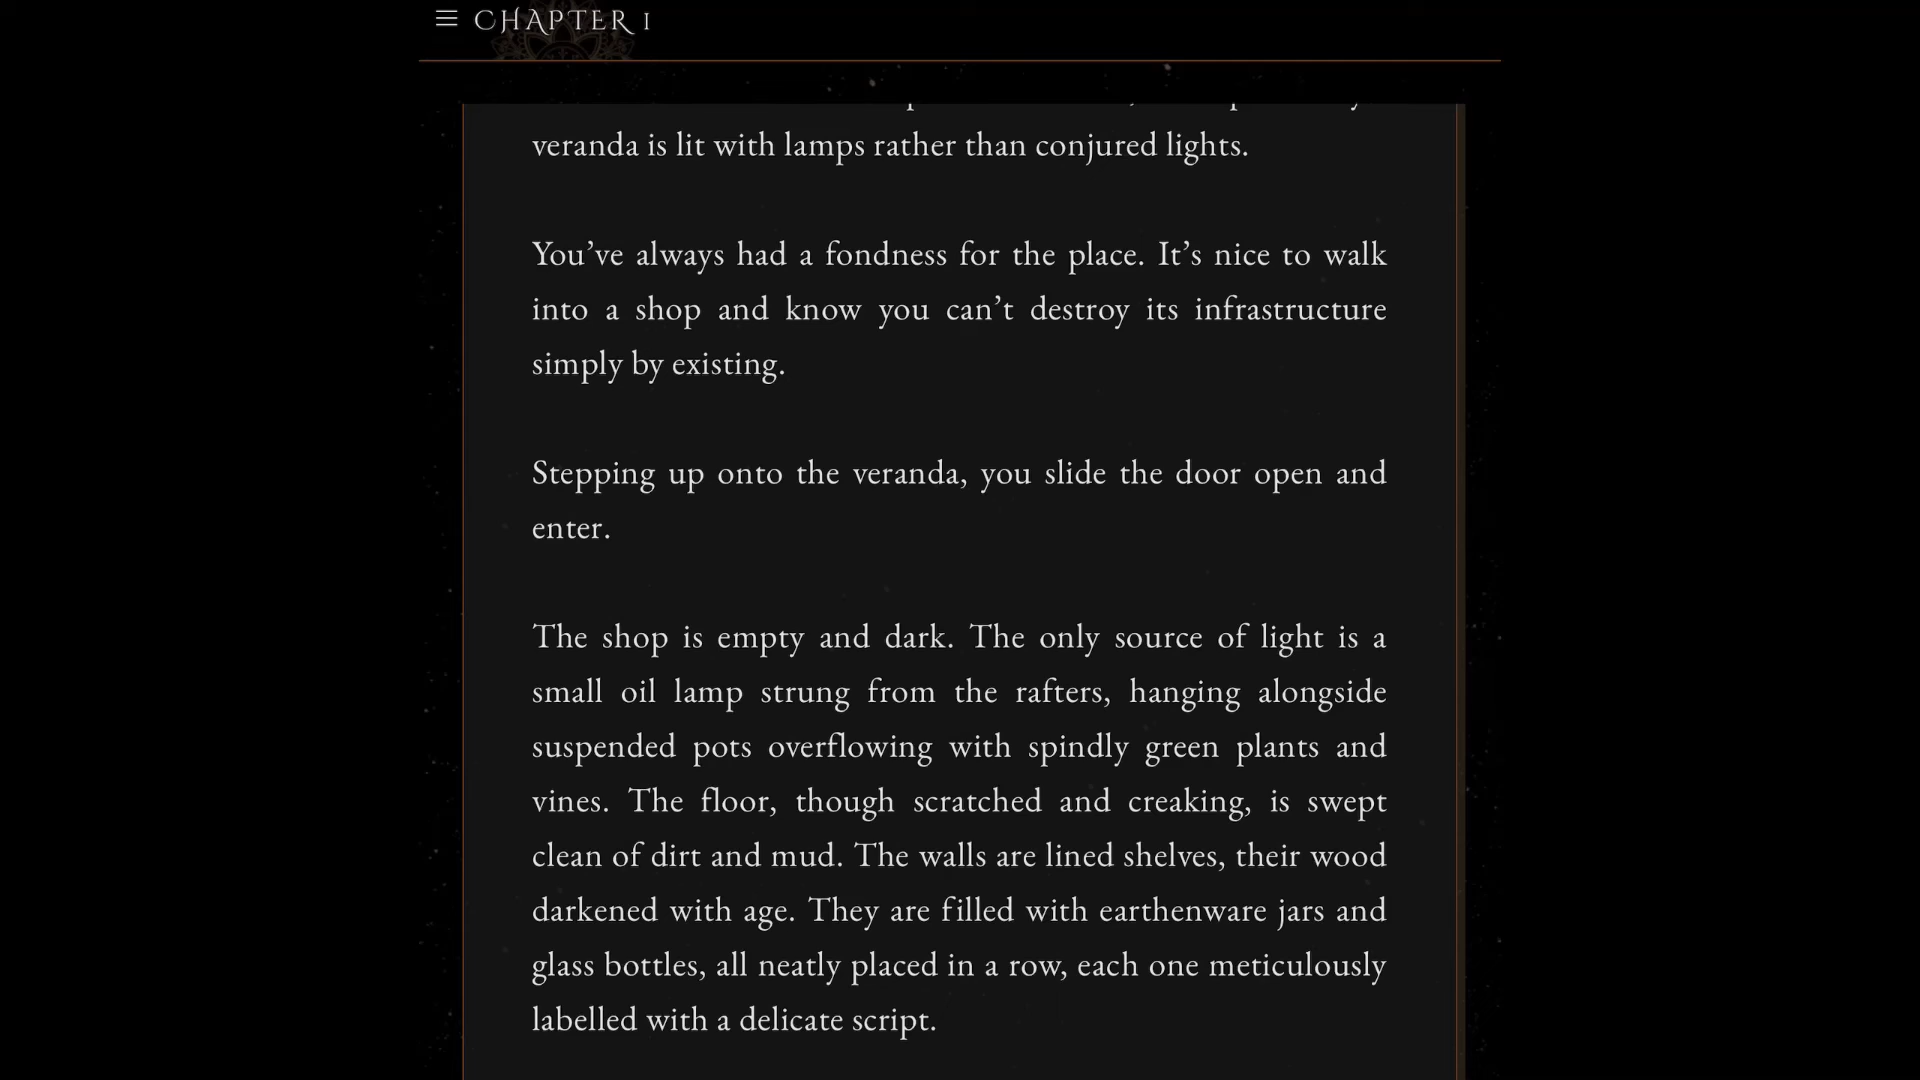 CHAPTER I
veranda is lit with lamps rather than conjured lights.
You’ve always had a fondness for the place. It’s nice to walk
into a shop and know you can’t destroy its infrastructure
simply by existing.
Stepping up onto the veranda, you slide the door open and
enter.
The shop is empty and dark. The only source of light is a
small oil lamp strung from the rafters, hanging alongside
suspended pots overflowing with spindly green plants and
vines. The floor, though scratched and creaking, is swept
clean of dirt and mud. The walls are lined shelves, their wood
darkened with age. They are filled with earthenware jars and
glass bottles, all neatly placed in a row, each one meticulously
labelled with a delicate script.